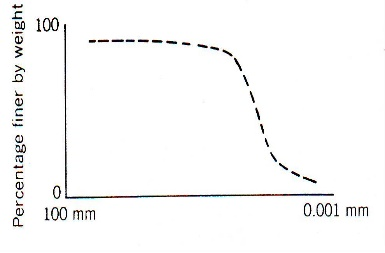 Percentage finer by weight
100
0
100 mm
0.001 mm